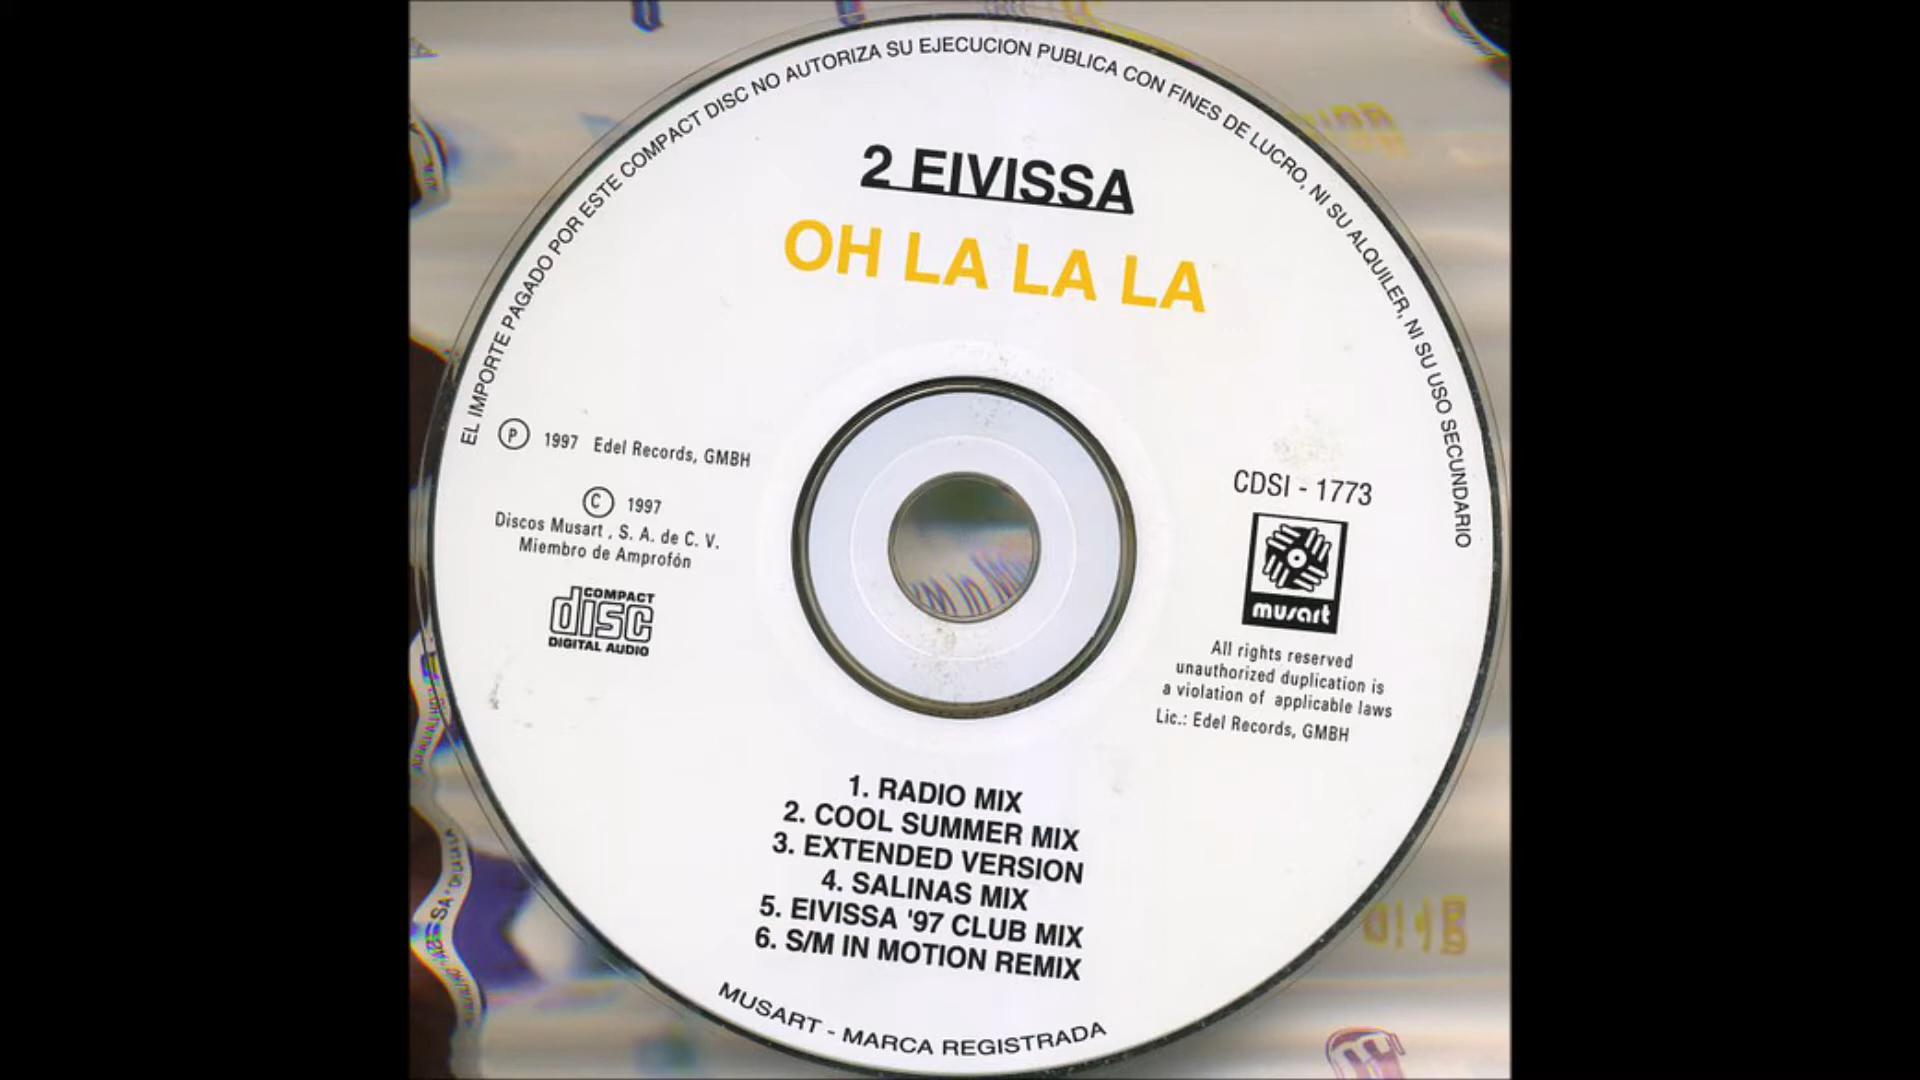 EL IMPORTE PAGADO POR ESTE COMPACT DISC NO AUTORIZA SU EJECUCION PUBLICA CON FINES DE LUCRO, NI SU ALQUILER, NI SU USO SECUNDARIO
2 EIVISSA
OH LA LA LA
P 1997 Edel Records, GMBH
C 1997
Discos Musart , S. A. de C. V.
Miembro de Amprofón
COMPACT
disc
DIGITAL AUDIO
CDSI - 1773
musart
All rights reserved
unauthorized duplication is
a violation of applicable laws
Lic.: Edel Records, GMBH
1. RADIO MIX
2. COOL SUMMER MIX
3. EXTENDED VERSION
4. SALINAS MIX
5. EIVISSA '97 CLUB MIX
6. S/M IN MOTION REMIX
MUSART - MARCA REGISTRADA